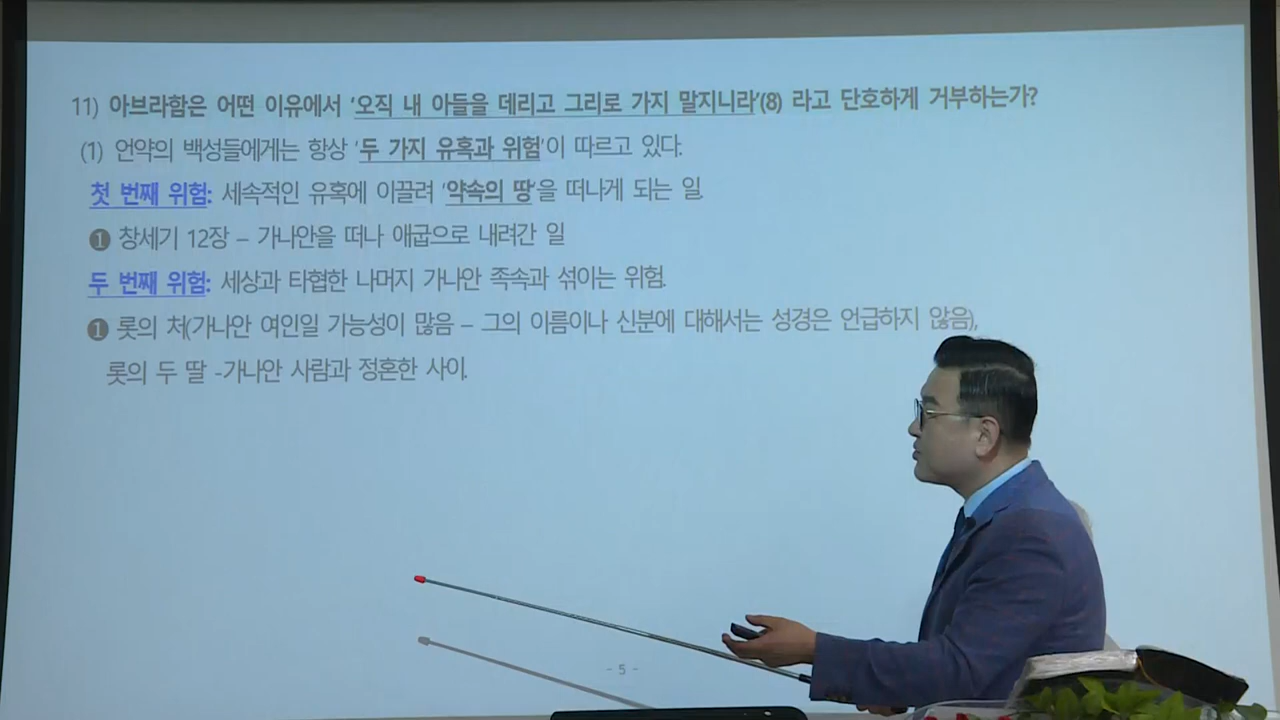 11) 아브라함은 어떤 이유에서 '오직 내 아들을 데리고 그리로 가지 말지니라'(8) 라고 단호하게 거부하는가?
(1) 언약의 백성들에게는 항상 '두 가지 유혹과 위험'이 따르고 있다.
첫 번째 위험: 세속적인 유혹에 이끌려 '약속의 땅'을 떠나게 되는 일.
❶ 창세기 12장 – 가나안을 떠나 애굽으로 내려간 일
두 번째 위험: 세상과 타협한 나머지 가나안 족속과 섞이는 위험.
❶ 롯의 처(가나안 여인일 가능성이 많음 – 그의 이름이나 신분에 대해서는 성경은 언급하지 않음),
롯의 두 딸 -가나안 사람과 정혼한 사이.
- 5 -